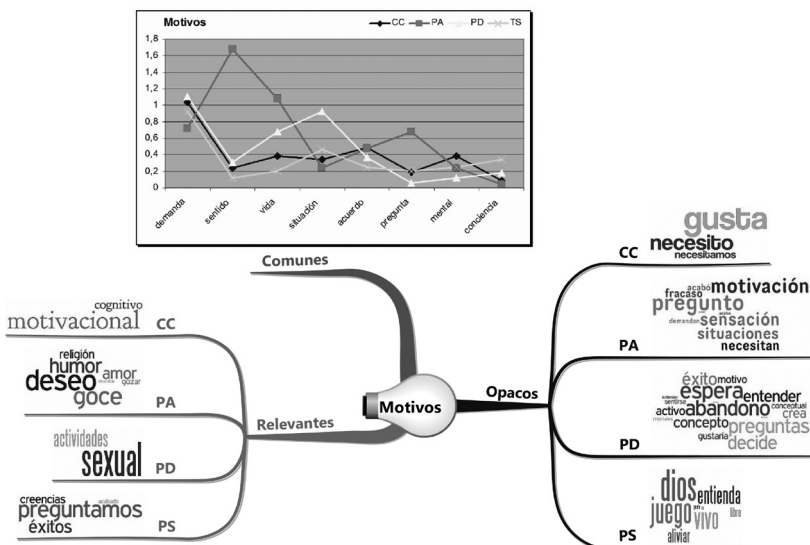 Motivos
CC PA PD TS
1,8
1,6
1,4
1,2
1
0,8
0,6
0,4
0,2
0
demanda
sentido
vida
situación
acuerdo
pregunta
mental
conciencia
Comunes
Motivos
Relevantes
cognitivo
motivacional
CC
religión
humor
amor
deseo
gozar
goce
PA
actividades
sexual
PD
creencias
acabado
preguntamos
éxitos
PS
Opacos
gusta
necesito
necesitamos
CC
acabó motivación
fracaso
pregunto
demandan sensación
situaciones
necesitan
PA
éxito motivo
espera entender
sentirse
conceptual
activo abandono crea
concepto preguntas
gustaría decide
PD
dios entienda
juego vivo libre
aliviar
PS